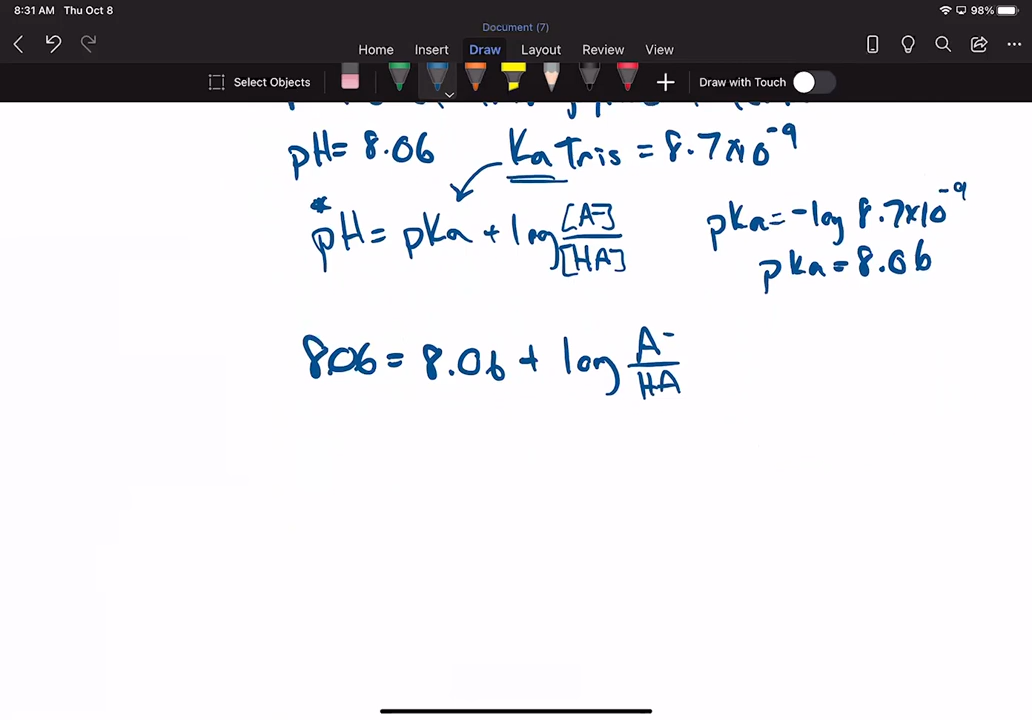 8:31 AM Thu Oct 8 98%
Document (7)
Home Insert Draw Layout Review View
Select Objects Draw with Touch
pH= 8.06 Ka Tris = 8.7x10⁻⁹
* pH= pKa + log [A-]/[HA]
pKa= -log 8.7x10⁻⁹
pka = 8.06
8.06 = 8.06 + log A-/HA